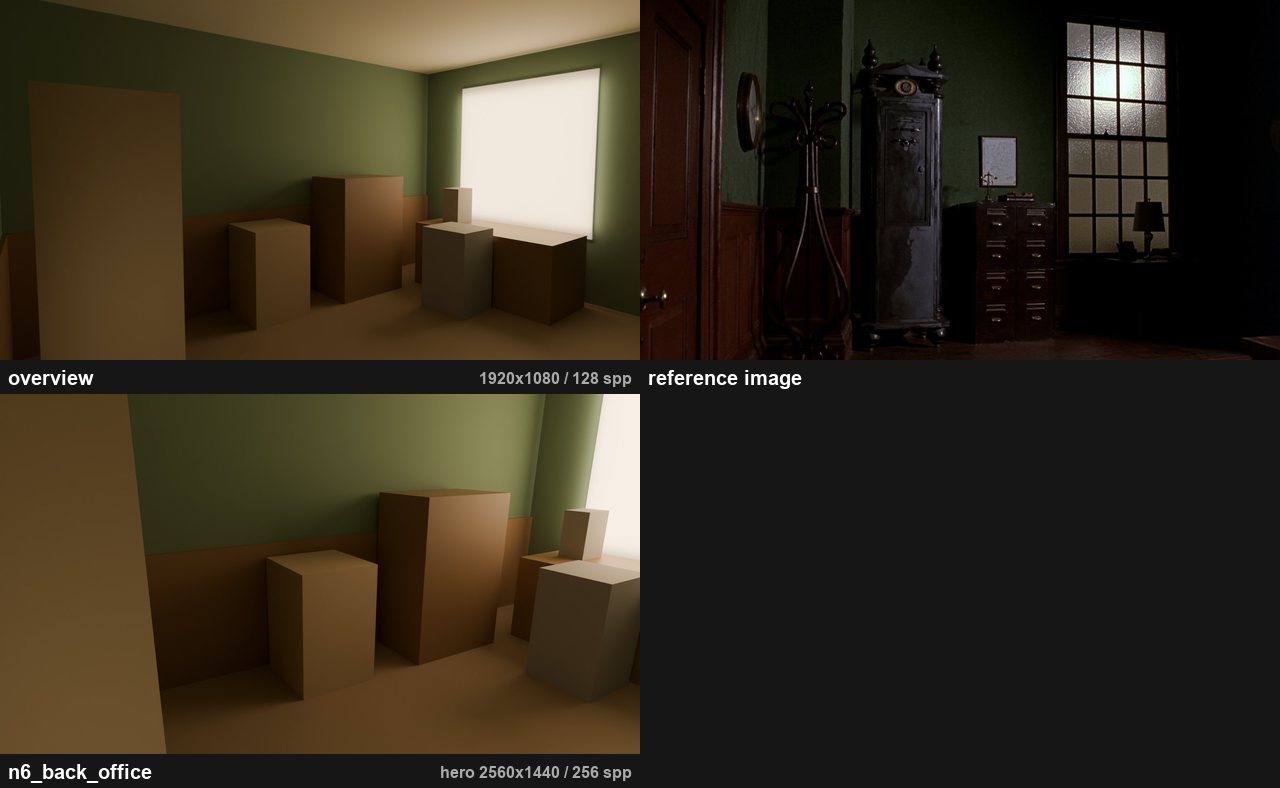 overview
1920x1080 / 128 spp
reference image
n6_back_office
hero 2560x1440 / 256 spp